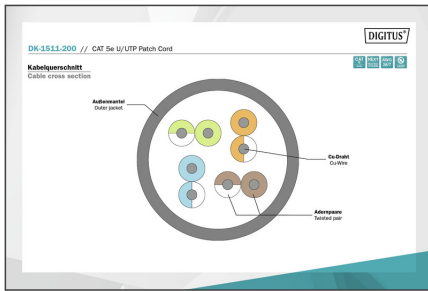 DIGITUS®
DK-1511-200 // CAT 5e U/UTP Patch Cord
Kabelquerschnitt
Cable cross section
Außenmantel
Outer jacket
Cu-Draht
Cu-Wire
Adernpaare
Twisted pair